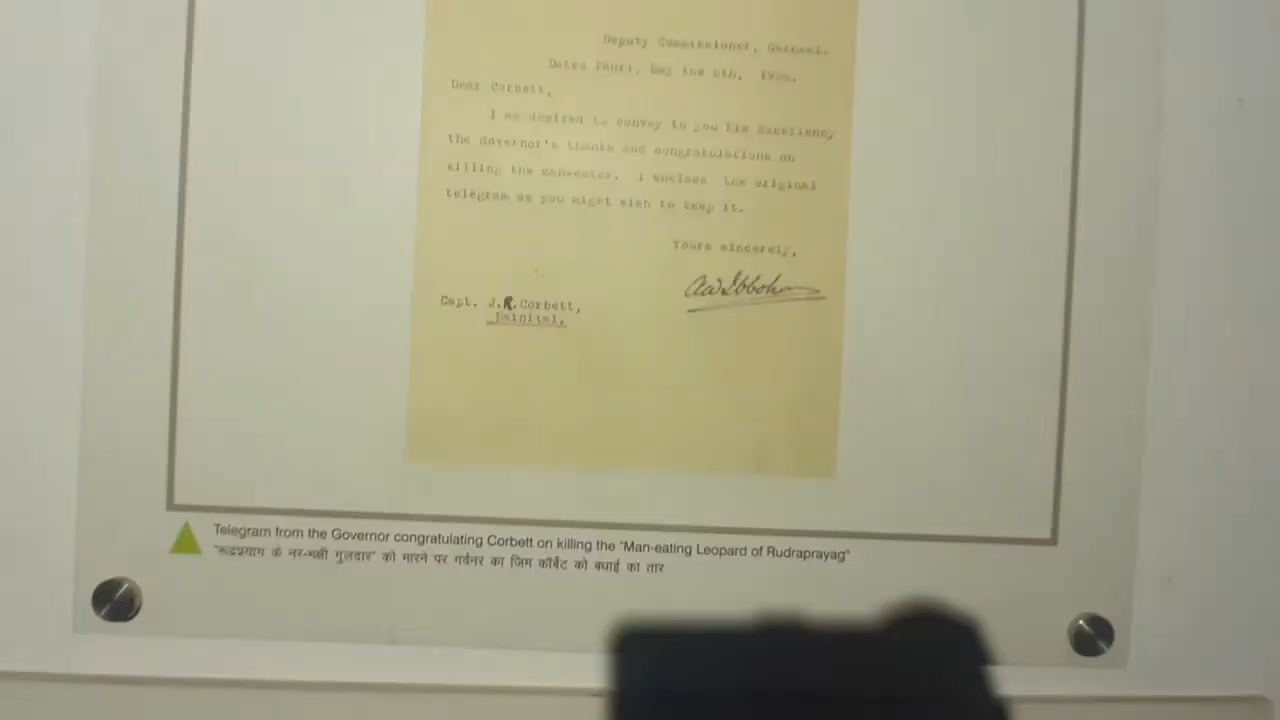 Deputy Commissioner, Garhwal.
Dated Pauri, May the 6th, 1926.
Dear Corbett,
I am desired to convey to you His Excellency
the Governor's thanks and congratulations on
killing the man-eater. I enclose the original
telegram as you might wish to keep it.
Yours sincerely,
AW Ibbotson
Capt. J.R.Corbett,
Nainital.
Telegram from the Governor congratulating Corbett on killing the "Man-eating Leopard of Rudraprayag"
"रूद्रप्रयाग के नर-भक्षी गुलदार" को मारने पर गर्वनर का जिम कॉर्बेट को बधाई का तार